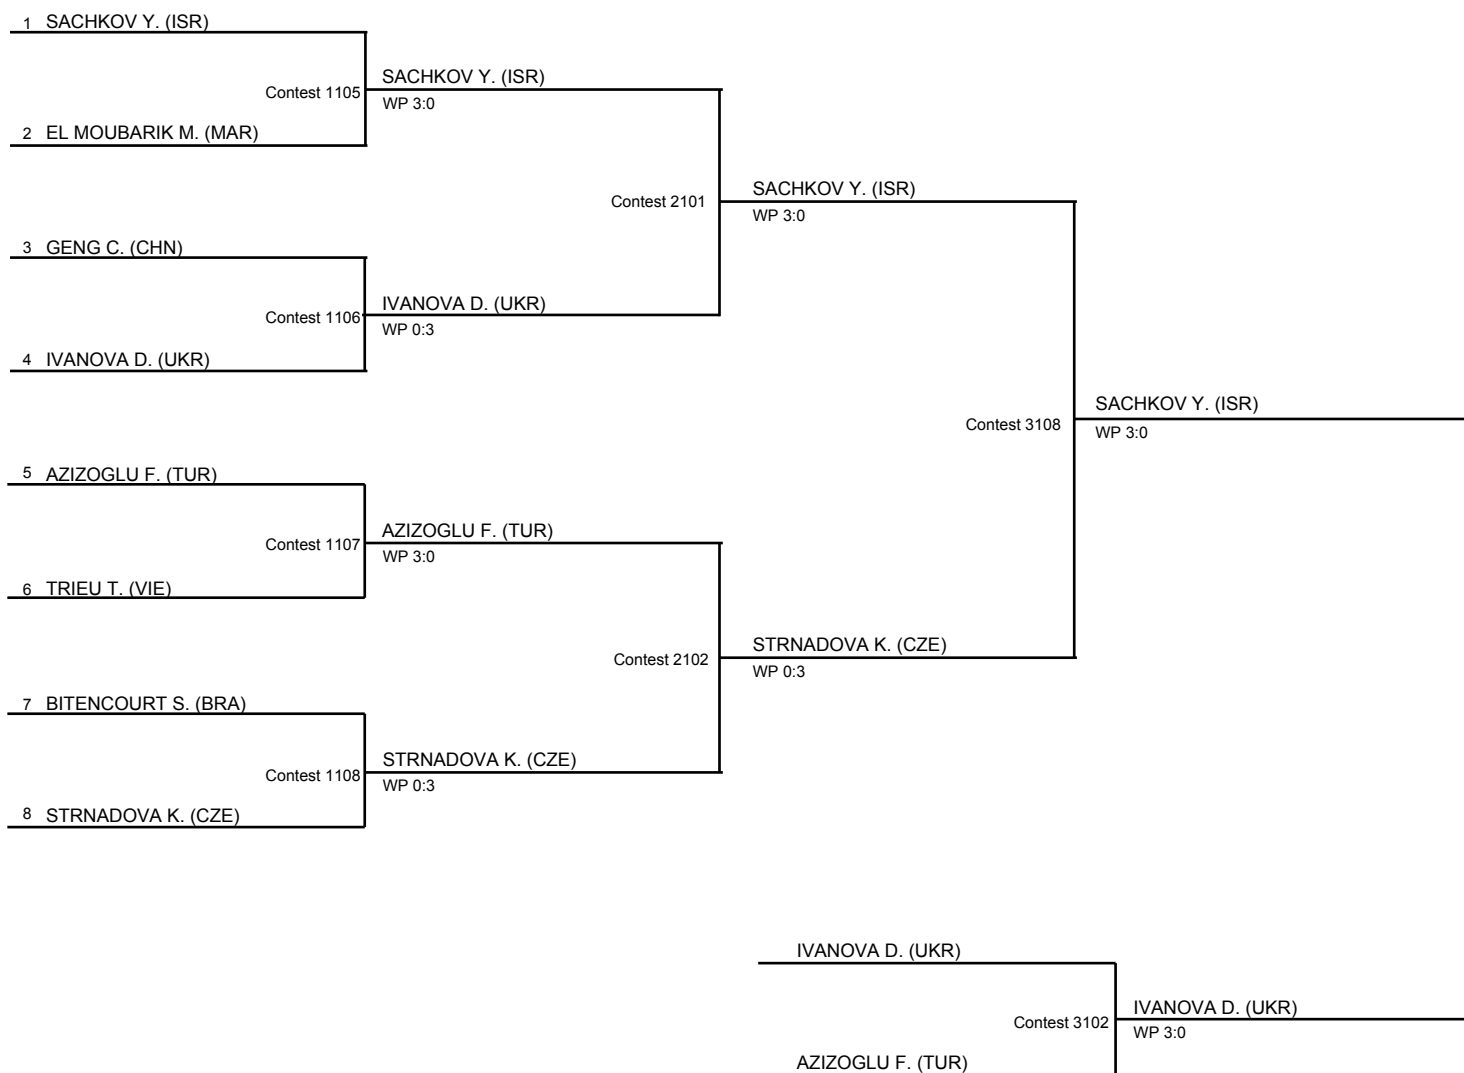 1 SACHKOV Y. (ISR)
SACHKOV Y. (ISR)
Contest 1105
WP 3:0
2 EL MOUBARIK M. (MAR)
SACHKOV Y. (ISR)
Contest 2101
WP 3:0
3 GENG C. (CHN)
IVANOVA D. (UKR)
Contest 1106
WP 0:3
4 IVANOVA D. (UKR)
SACHKOV Y. (ISR)
Contest 3108
WP 3:0
5 AZIZOGLU F. (TUR)
AZIZOGLU F. (TUR)
Contest 1107
WP 3:0
6 TRIEU T. (VIE)
STRNADOVA K. (CZE)
Contest 2102
WP 0:3
7 BITENCOURT S. (BRA)
STRNADOVA K. (CZE)
Contest 1108
WP 0:3
8 STRNADOVA K. (CZE)
IVANOVA D. (UKR)
IVANOVA D. (UKR)
Contest 3102
WP 3:0
AZIZOGLU F. (TUR)